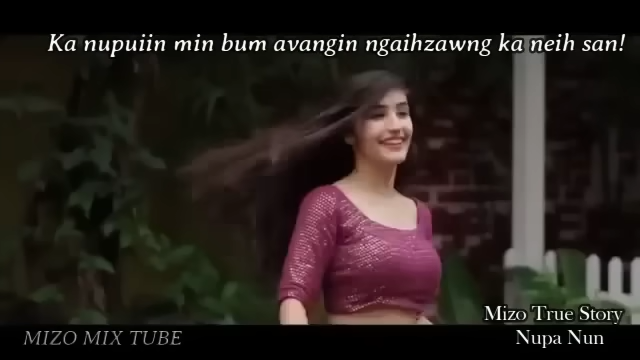 Ka nupuiin min bum avangin ngaihzawng ka neih san!
Mizo True Story
MIZO MIX TUBE
Nupa Nun